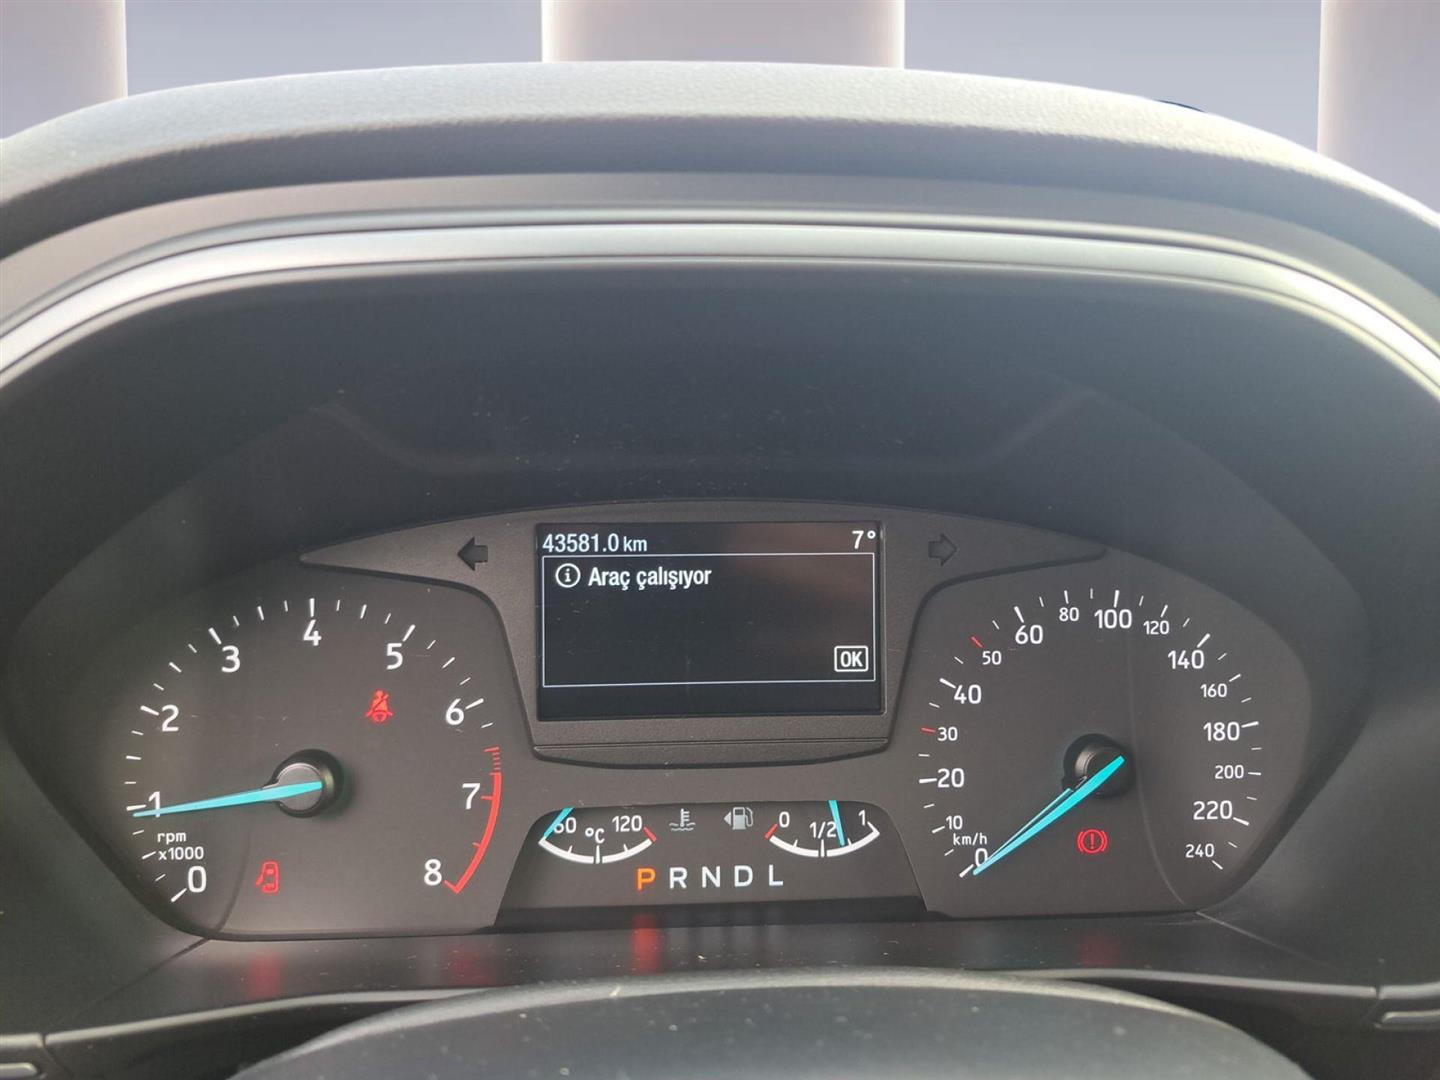 43581.0 km 7°
Araç çalışıyor
OK
0 1 2 3 4 5 6 7 8
rpm
x1000
60 °C 120
0 1/2 1
P R N D L
0 10 20 30 40 50 60 80 100 120 140 160 180 200 220 240
km/h